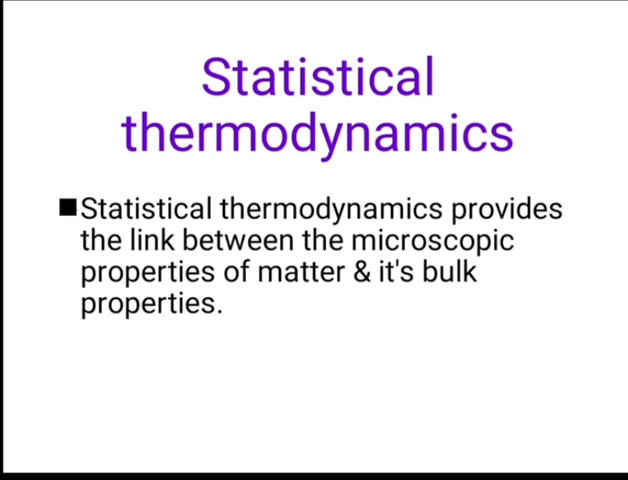 Statistical
thermodynamics
■Statistical thermodynamics provides
the link between the microscopic
properties of matter & it's bulk
properties.